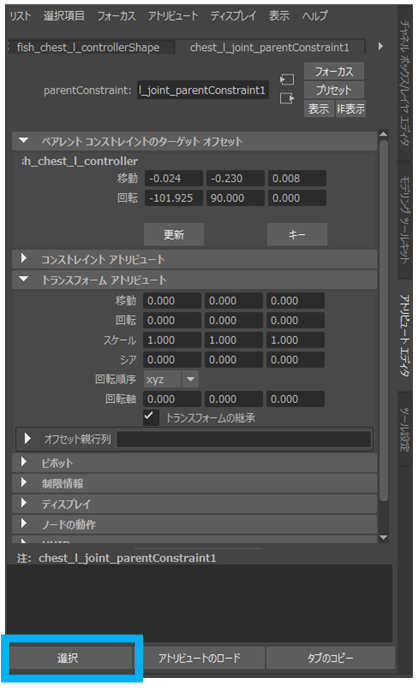 リスト 選択項目 フォーカス アトリビュート ディスプレイ 表示 ヘルプ
fish_chest_l_controllerShape chest_l_joint_parentConstraint1
フォーカス
parentConstraint: l_joint_parentConstraint1 プリセット
表示 非表示
ペアレント コンストレイントのターゲット オフセット
h_chest_l_controller
移動 -0.024 -0.230 0.008
回転 -101.925 90.000 0.000
更新 キー
コンストレイント アトリビュート
トランスフォーム アトリビュート
移動 0.000 0.000 0.000
回転 0.000 0.000 0.000
スケール 1.000 1.000 1.000
シア 0.000 0.000 0.000
回転順序 xyz
回転軸 0.000 0.000 0.000
トランスフォームの継承
オフセット親行列
ピボット
制限情報
ディスプレイ
ノードの動作
注: chest_l_joint_parentConstraint1
選択 アトリビュートのロード タブのコピー
チャネル ボックス/レイヤ エディタ
モデリング ツールキット
アトリビュート エディタ
ツール設定